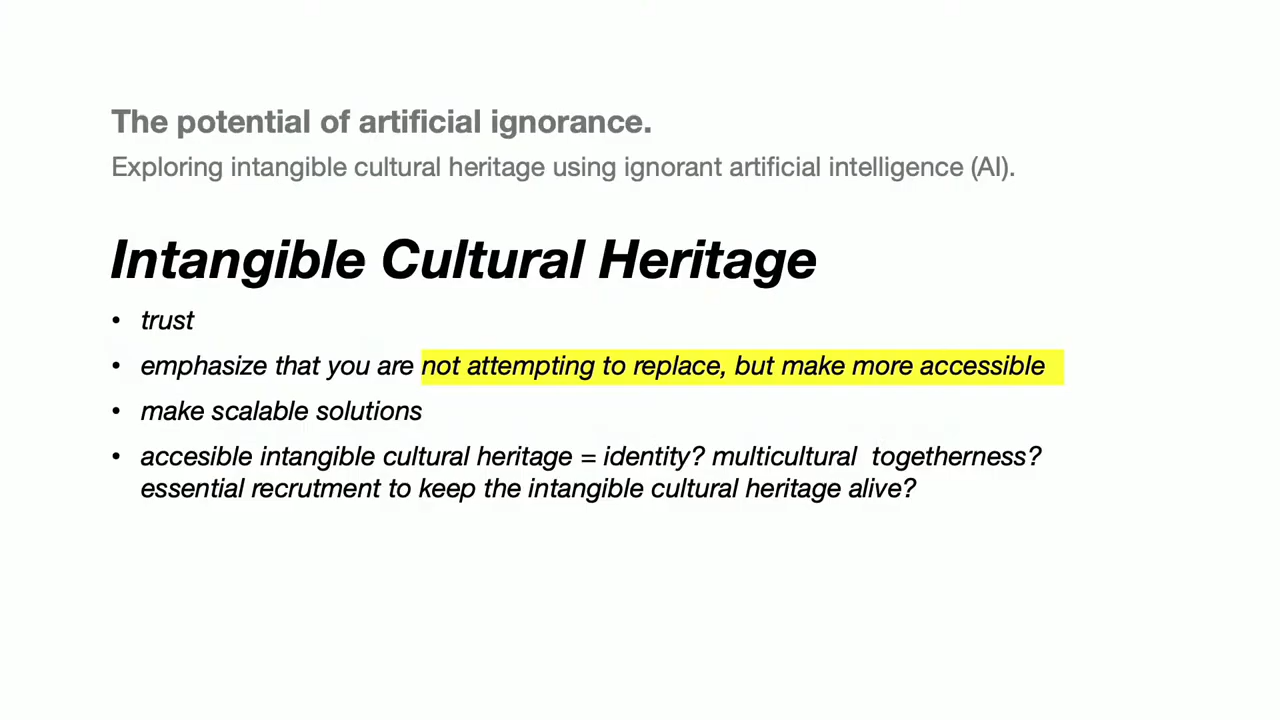 The potential of artificial ignorance.
Exploring intangible cultural heritage using ignorant artificial intelligence (AI).
Intangible Cultural Heritage
• trust
• emphasize that you are not attempting to replace, but make more accessible
• make scalable solutions
• accesible intangible cultural heritage = identity? multicultural  togetherness?
essential recrutment to keep the intangible cultural heritage alive?